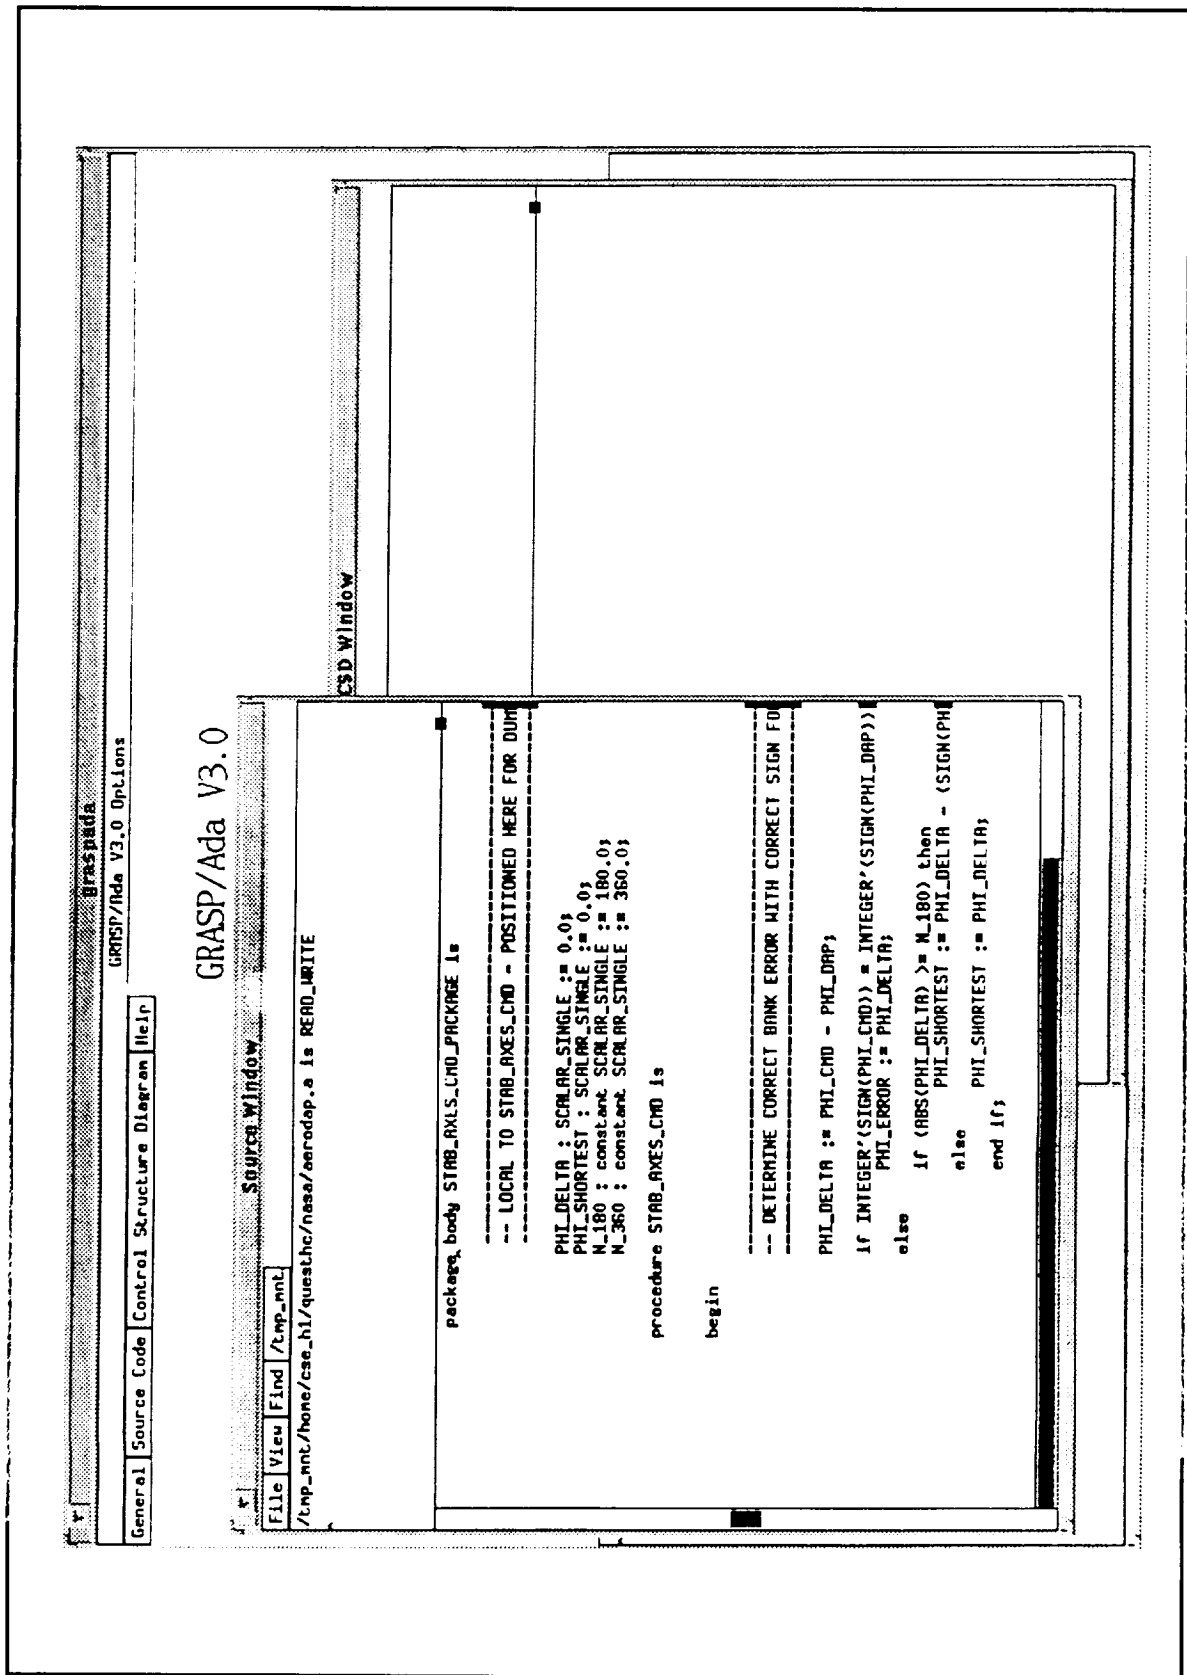 graspada
GRASP/Ada V3.0 Options
General Source Code Control Structure Diagram Help
GRASP/Ada V3.0
Source Window
File View Find /tmp_mnt
/tmp_mnt/home/cse_h1/questhc/nasa/aerodap.a is READ_WRITE
package body STAB_AXES_CMD_PACKAGE is
------------------------------------------------
-- LOCAL TO STAB_AXES_CMD - POSITIONED HERE FOR DUM
------------------------------------------------
PHI_DELTA : SCALAR_SINGLE := 0.0;
PHI_SHORTEST : SCALAR_SINGLE := 0.0;
N_180 : constant SCALAR_SINGLE := 180.0;
N_360 : constant SCALAR_SINGLE := 360.0;
procedure STAB_AXES_CMD is
begin
------------------------------------------------
-- DETERMINE CORRECT BANK ERROR WITH CORRECT SIGN FO
------------------------------------------------
PHI_DELTA := PHI_CMD - PHI_DAP;
if INTEGER'(SIGN(PHI_CMD)) = INTEGER'(SIGN(PHI_DAP))
PHI_ERROR := PHI_DELTA;
else
if (ABS(PHI_DELTA) >= N_180) then
PHI_SHORTEST := PHI_DELTA - (SIGN(PH
else
PHI_SHORTEST := PHI_DELTA;
end if;
CSD Window